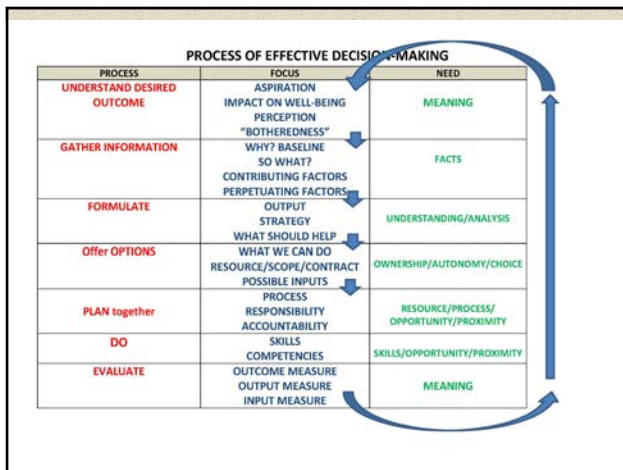 PROCESS OF EFFECTIVE DECISION-MAKING
PROCESS FOCUS NEED
UNDERSTAND DESIRED
OUTCOME
ASPIRATION
IMPACT ON WELL-BEING
PERCEPTION
“BOTHEREDNESS”
MEANING
GATHER INFORMATION
WHY? BASELINE
SO WHAT?
CONTRIBUTING FACTORS
PERPETUATING FACTORS
FACTS
FORMULATE
OUTPUT
STRATEGY
WHAT SHOULD HELP
UNDERSTANDING/ANALYSIS
Offer OPTIONS
WHAT WE CAN DO
RESOURCE/SCOPE/CONTRACT
POSSIBLE INPUTS
OWNERSHIP/AUTONOMY/CHOICE
PLAN together
PROCESS
RESPONSIBILITY
ACCOUNTABILITY
RESOURCE/PROCESS/
OPPORTUNITY/PROXIMITY
DO
SKILLS
COMPETENCIES
SKILLS/OPPORTUNITY/PROXIMITY
EVALUATE
OUTCOME MEASURE
OUTPUT MEASURE
INPUT MEASURE
MEANING